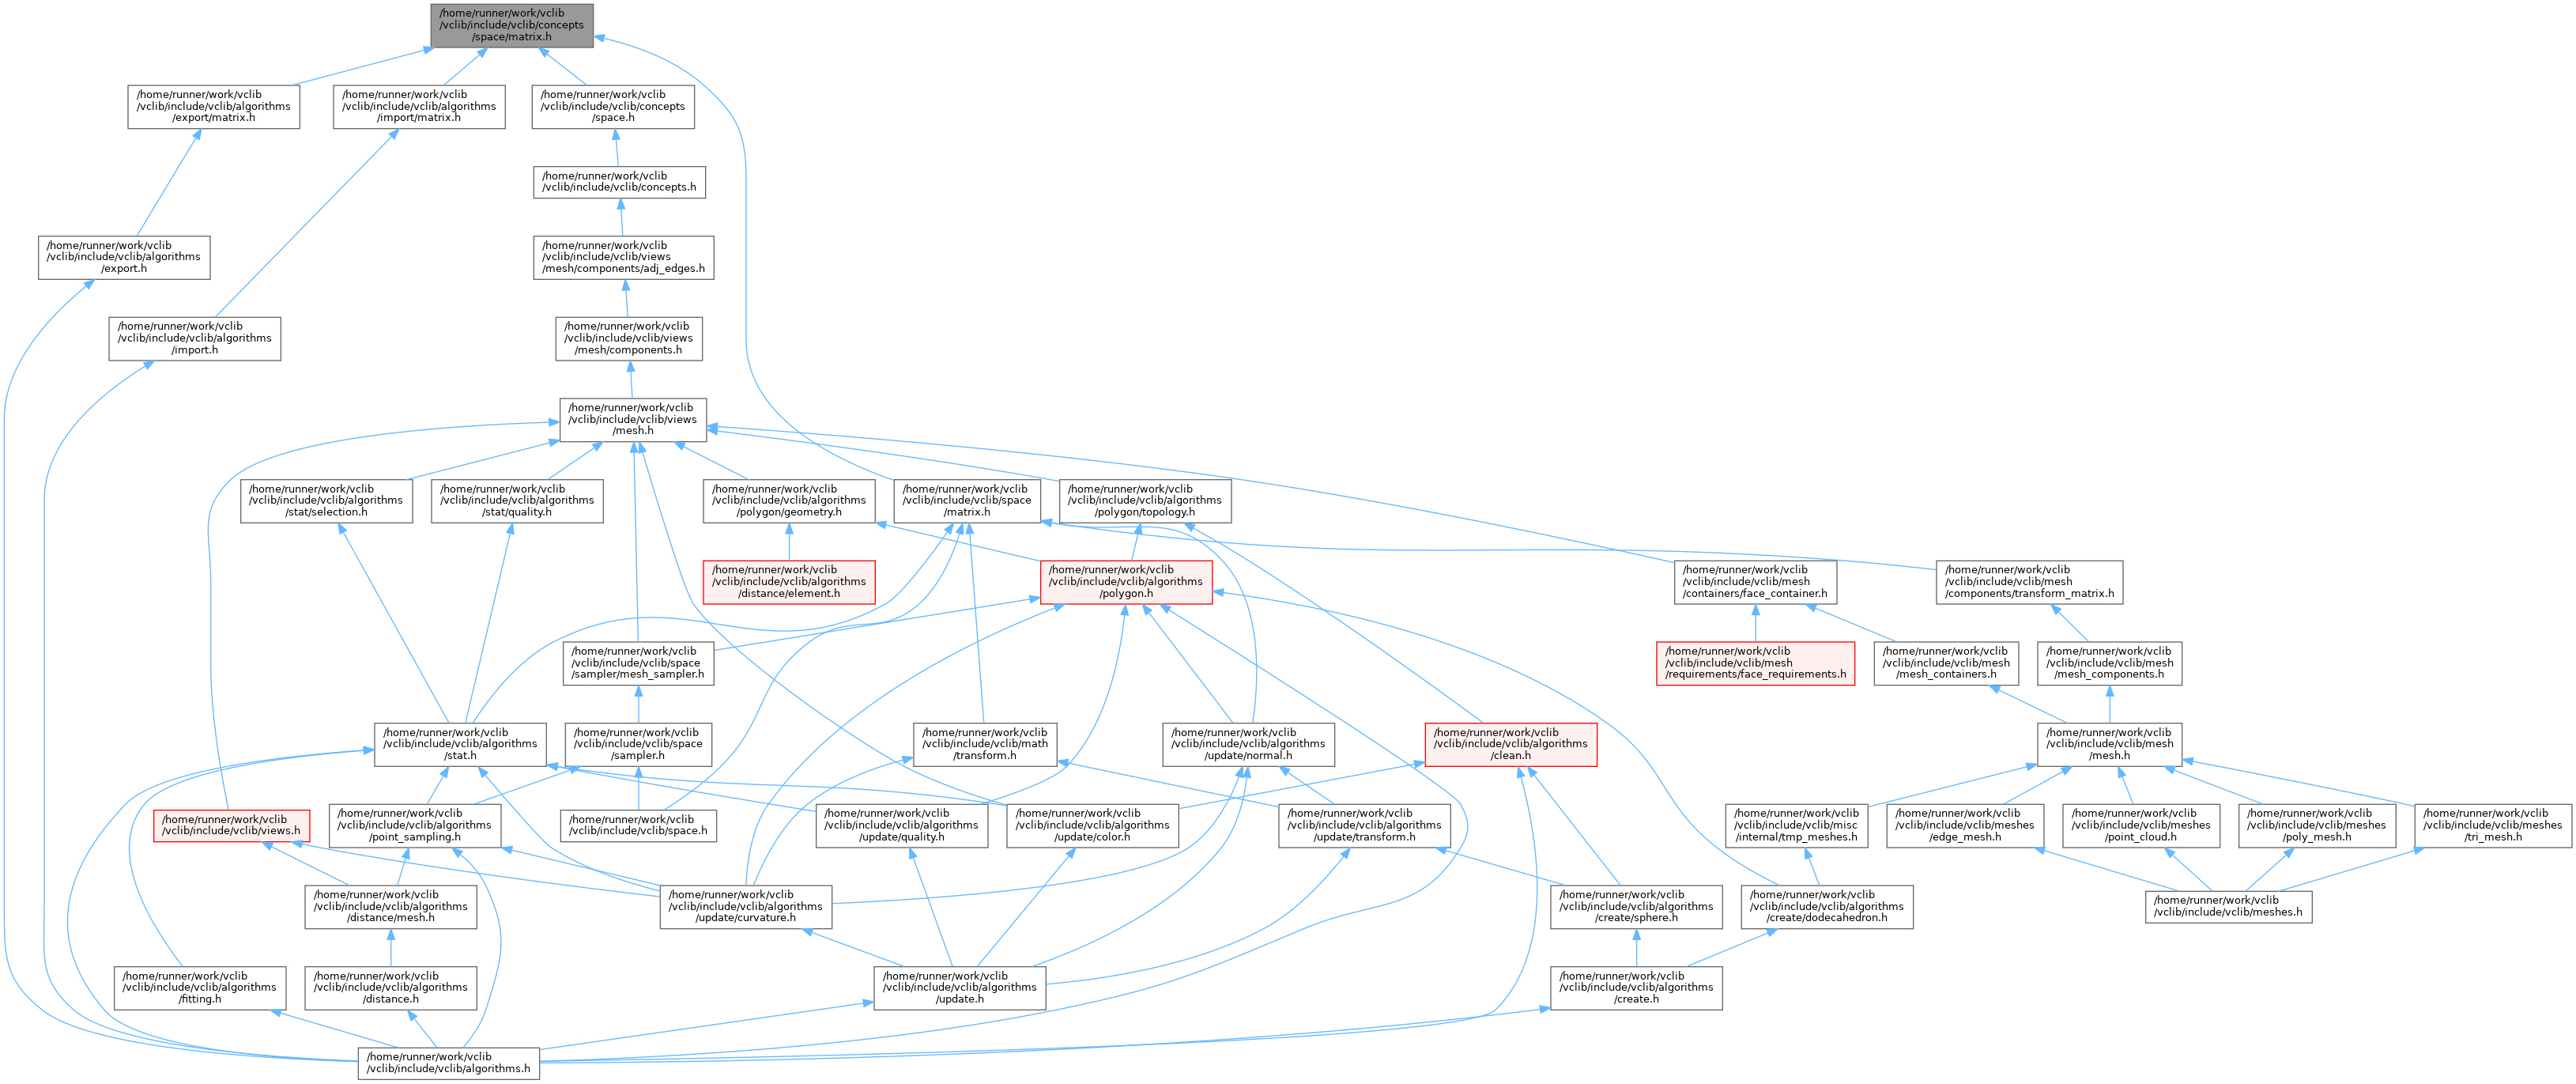 /home/runner/work/vclib
/vclib/include/vclib/concepts
/space/matrix.h
/home/runner/work/vclib
/vclib/include/vclib/algorithms
/export/matrix.h
/home/runner/work/vclib
/vclib/include/vclib/algorithms
/import/matrix.h
/home/runner/work/vclib
/vclib/include/vclib/concepts
/space.h
/home/runner/work/vclib
/vclib/include/vclib/concepts.h
/home/runner/work/vclib
/vclib/include/vclib/algorithms
/export.h
/home/runner/work/vclib
/vclib/include/vclib/views
/mesh/components/adj_edges.h
/home/runner/work/vclib
/vclib/include/vclib/algorithms
/import.h
/home/runner/work/vclib
/vclib/include/vclib/views
/mesh/components.h
/home/runner/work/vclib
/vclib/include/vclib/views
/mesh.h
/home/runner/work/vclib
/vclib/include/vclib/algorithms
/stat/selection.h
/home/runner/work/vclib
/vclib/include/vclib/algorithms
/stat/quality.h
/home/runner/work/vclib
/vclib/include/vclib/algorithms
/polygon/geometry.h
/home/runner/work/vclib
/vclib/include/vclib/space
/matrix.h
/home/runner/work/vclib
/vclib/include/vclib/algorithms
/polygon/topology.h
/home/runner/work/vclib
/vclib/include/vclib/algorithms
/distance/element.h
/home/runner/work/vclib
/vclib/include/vclib/algorithms
/polygon.h
/home/runner/work/vclib
/vclib/include/vclib/mesh
/containers/face_container.h
/home/runner/work/vclib
/vclib/include/vclib/mesh
/components/transform_matrix.h
/home/runner/work/vclib
/vclib/include/vclib/space
/sampler/mesh_sampler.h
/home/runner/work/vclib
/vclib/include/vclib/mesh
/requirements/face_requirements.h
/home/runner/work/vclib
/vclib/include/vclib/mesh
/mesh_containers.h
/home/runner/work/vclib
/vclib/include/vclib/mesh
/mesh_components.h
/home/runner/work/vclib
/vclib/include/vclib/algorithms
/stat.h
/home/runner/work/vclib
/vclib/include/vclib/space
/sampler.h
/home/runner/work/vclib
/vclib/include/vclib/math
/transform.h
/home/runner/work/vclib
/vclib/include/vclib/algorithms
/update/normal.h
/home/runner/work/vclib
/vclib/include/vclib/algorithms
/clean.h
/home/runner/work/vclib
/vclib/include/vclib/mesh
/mesh.h
/home/runner/work/vclib
/vclib/include/vclib/views.h
/home/runner/work/vclib
/vclib/include/vclib/algorithms
/point_sampling.h
/home/runner/work/vclib
/vclib/include/vclib/space.h
/home/runner/work/vclib
/vclib/include/vclib/algorithms
/update/quality.h
/home/runner/work/vclib
/vclib/include/vclib/algorithms
/update/color.h
/home/runner/work/vclib
/vclib/include/vclib/algorithms
/update/transform.h
/home/runner/work/vclib
/vclib/include/vclib/misc
/internal/tmp_meshes.h
/home/runner/work/vclib
/vclib/include/vclib/meshes
/edge_mesh.h
/home/runner/work/vclib
/vclib/include/vclib/meshes
/point_cloud.h
/home/runner/work/vclib
/vclib/include/vclib/meshes
/poly_mesh.h
/home/runner/work/vclib
/vclib/include/vclib/meshes
/tri_mesh.h
/home/runner/work/vclib
/vclib/include/vclib/algorithms
/distance/mesh.h
/home/runner/work/vclib
/vclib/include/vclib/algorithms
/update/curvature.h
/home/runner/work/vclib
/vclib/include/vclib/algorithms
/create/sphere.h
/home/runner/work/vclib
/vclib/include/vclib/algorithms
/create/dodecahedron.h
/home/runner/work/vclib
/vclib/include/vclib/meshes.h
/home/runner/work/vclib
/vclib/include/vclib/algorithms
/fitting.h
/home/runner/work/vclib
/vclib/include/vclib/algorithms
/distance.h
/home/runner/work/vclib
/vclib/include/vclib/algorithms
/update.h
/home/runner/work/vclib
/vclib/include/vclib/algorithms
/create.h
/home/runner/work/vclib
/vclib/include/vclib/algorithms.h